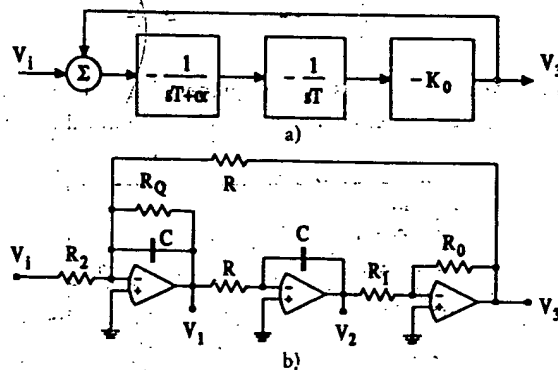 V_i Σ - 1/(sT+α) - 1/(sT) -K_0 V_3
a)
R
R_Q
C C R_0
V_i R_2 R R_I
- + - + - +
V_1 V_2 V_3
b)